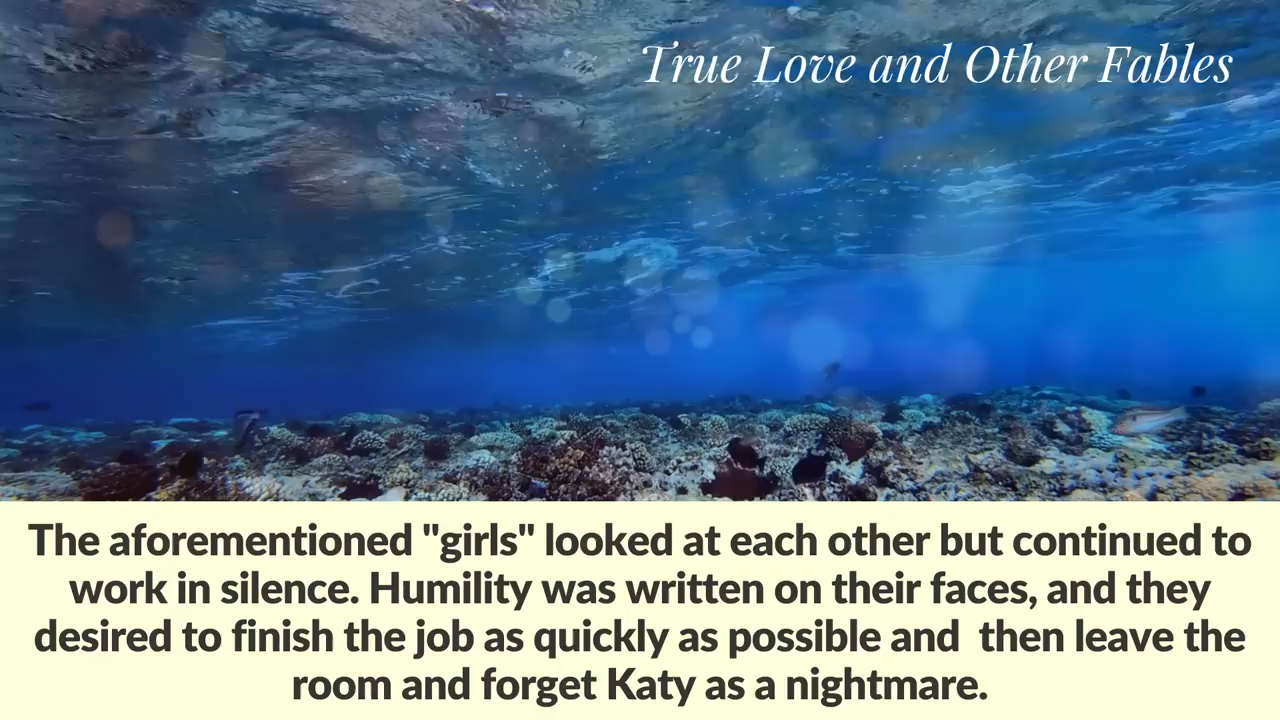 True Love and Other Fables
The aforementioned "girls" looked at each other but continued to
work in silence. Humility was written on their faces, and they
desired to finish the job as quickly as possible and  then leave the
room and forget Katy as a nightmare.